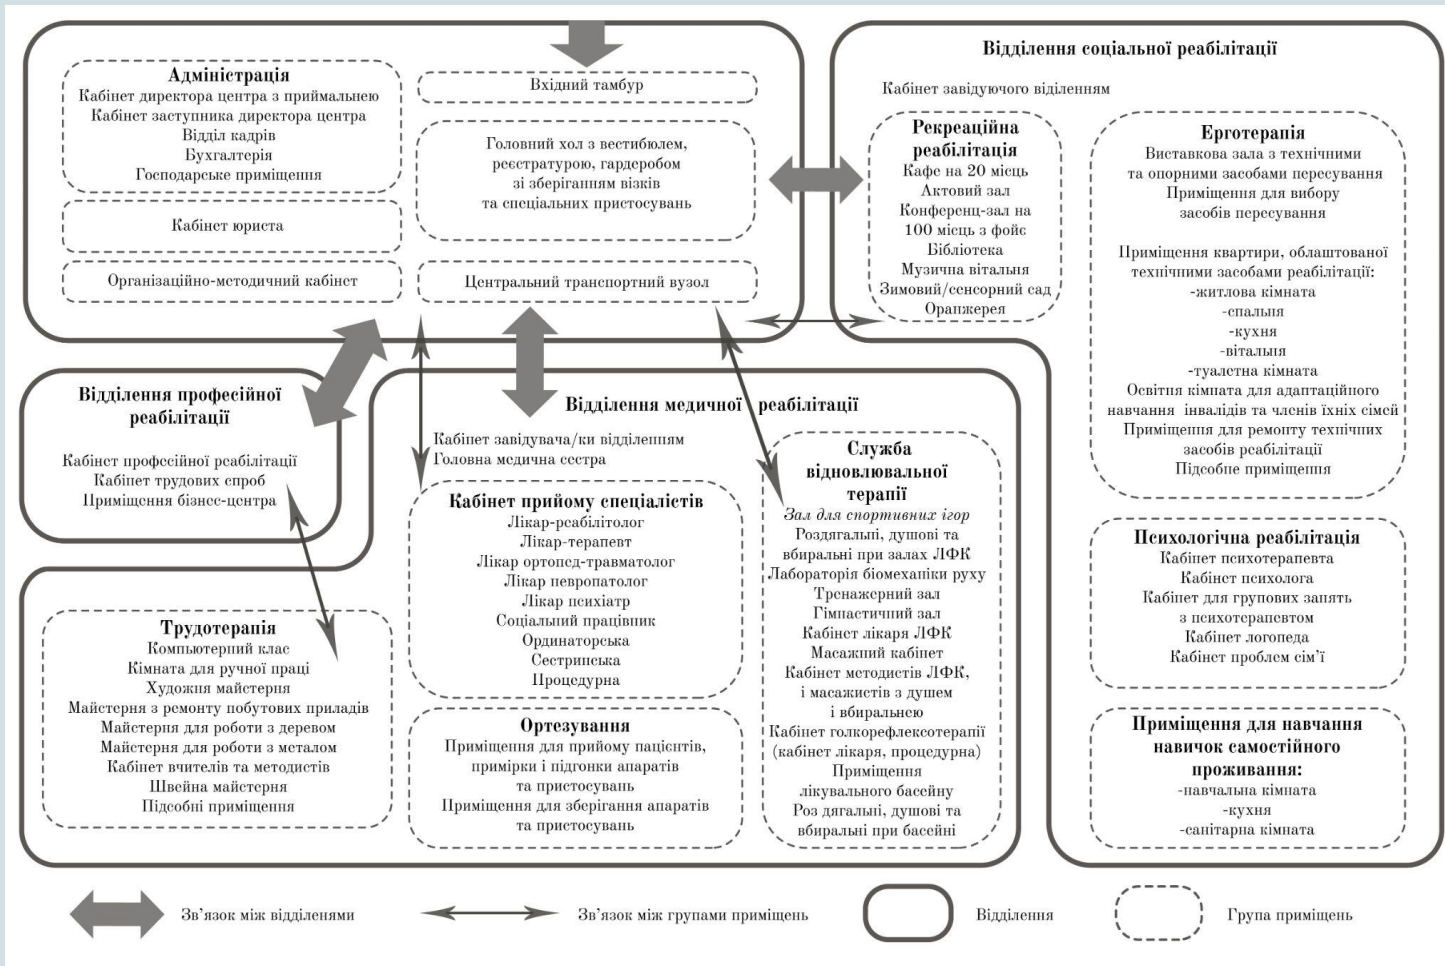 Адміністрація
Кабінет директора центра з приймальнею
Кабінет заступника директора центра
Відділ кадрів
Бухгалтерія
Господарське приміщення
Кабінет юриста
Організаційно-методичний кабінет
Вхідний тамбур
Головний хол з вестибюлем,
реєстратурою, гардеробом
зі зберіганням візків
та спеціальних пристосувань
Центральний транспортний вузол
Відділення соціальної реабілітації
Кабінет завідуючого віділенням
Рекреаційна
реабілітація
Кафе на 20 місць
Актовий зал
Конференц-зал на
100 місць з фойє
Бібліотека
Музична вітальня
Зимовий/сенсорний сад
Оранжерея
Ерготерапія
Виставкова зала з технічними
та опорними засобами пересування
Приміщення для вибору
засобів пересування
Приміщення квартири, облаштованої
технічними засобами реабілітації:
-житлова кімната
-спальня
-кухня
-вітальня
-туалетна кімната
Освітня кімната для адаптаційного
навчання інвалідів та членів їхніх сімей
Приміщення для ремонту технічних
засобів реабілітації
Підсобне приміщення
Психологічна реабілітація
Кабінет психотерапевта
Кабінет психолога
Кабінет для групових занять
з психотерапевтом
Кабінет логопеда
Кабінет проблем сім'ї
Приміщення для навчання
навичок самостійного
проживання:
-навчальна кімната
-кухня
-санітарна кімната
Відділення професійної
реабілітації
Кабінет професійної реабілітації
Кабінет трудових спроб
Приміщення бізнес-центра
Трудотерапія
Компьютерний клас
Кімната для ручної праці
Художня майстерня
Майстерня з ремонту побутових приладів
Майстерня для роботи з деревом
Майстерня для роботи з металом
Кабінет вчителів та методистів
Швейна майстерня
Підсобні приміщення
Відділення медичної реабілітації
Кабінет завідувача/ки відділенням
Головна медична сестра
Кабінет прийому спеціалістів
Лікар-реабілітолог
Лікар-терапевт
Лікар ортопед-травматолог
Лікар невропатолог
Лікар психіатр
Соціальний працівник
Ординаторська
Сестринська
Процедурна
Ортезування
Приміщення для прийому пацієнтів,
примірки і підгонки апаратів
та пристосувань
Приміщення для зберігання апаратів
та пристосувань
Служба
відновлювальної
терапії
Зал для спортивних ігор
Роздягальні, душові та
вбиральні при залах ЛФК
Лабораторія біомеханіки руху
Тренажерний зал
Гімнастичний зал
Кабінет лікаря ЛФК
Масажний кабінет
Кабінет методистів ЛФК,
і масажистів з душем
і вбиральнею
Кабінет голкорефлексотерапії
(кабінет лікаря, процедурна)
Приміщення
лікувального басейну
Роз дягальні, душові та
вбиральні при басейні
Зв'язок між відділенями
Зв'язок між групами приміщень
Відділення
Група приміщень